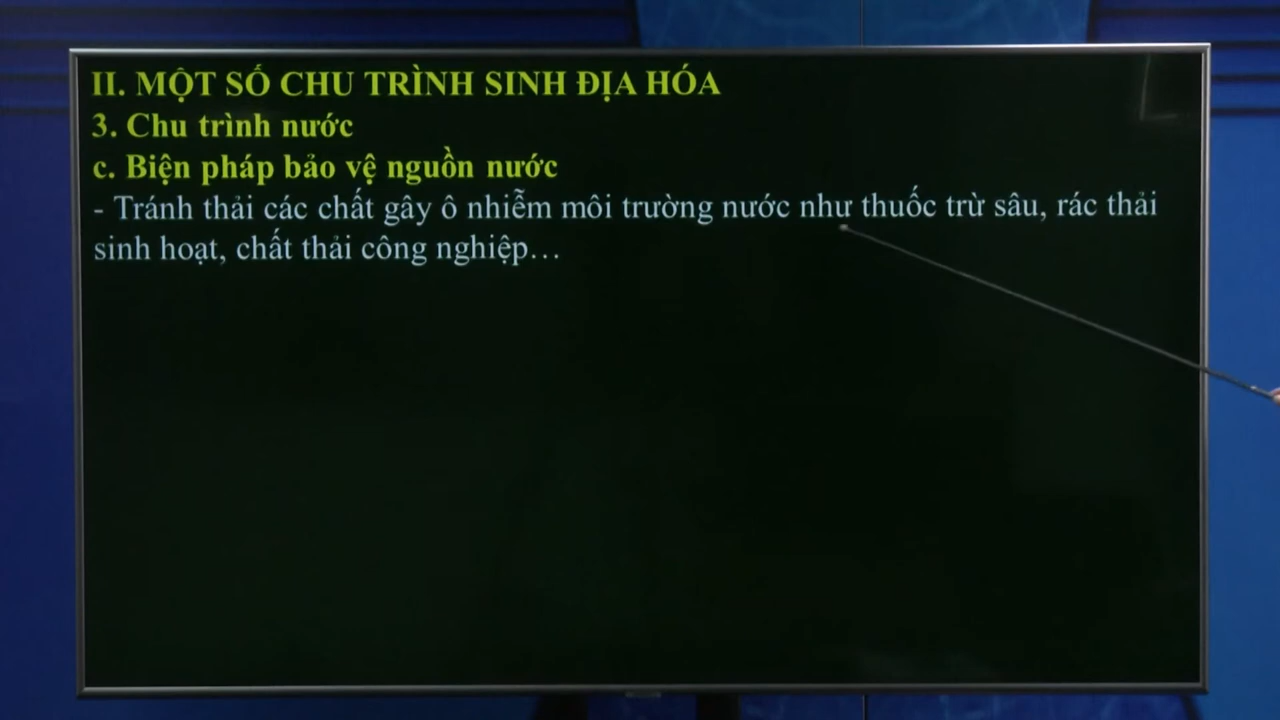 II. MỘT SỐ CHU TRÌNH SINH ĐỊA HÓA
3. Chu trình nước
c. Biện pháp bảo vệ nguồn nước
- Tránh thải các chất gây ô nhiễm môi trường nước như thuốc trừ sâu, rác thải
sinh hoạt, chất thải công nghiệp…